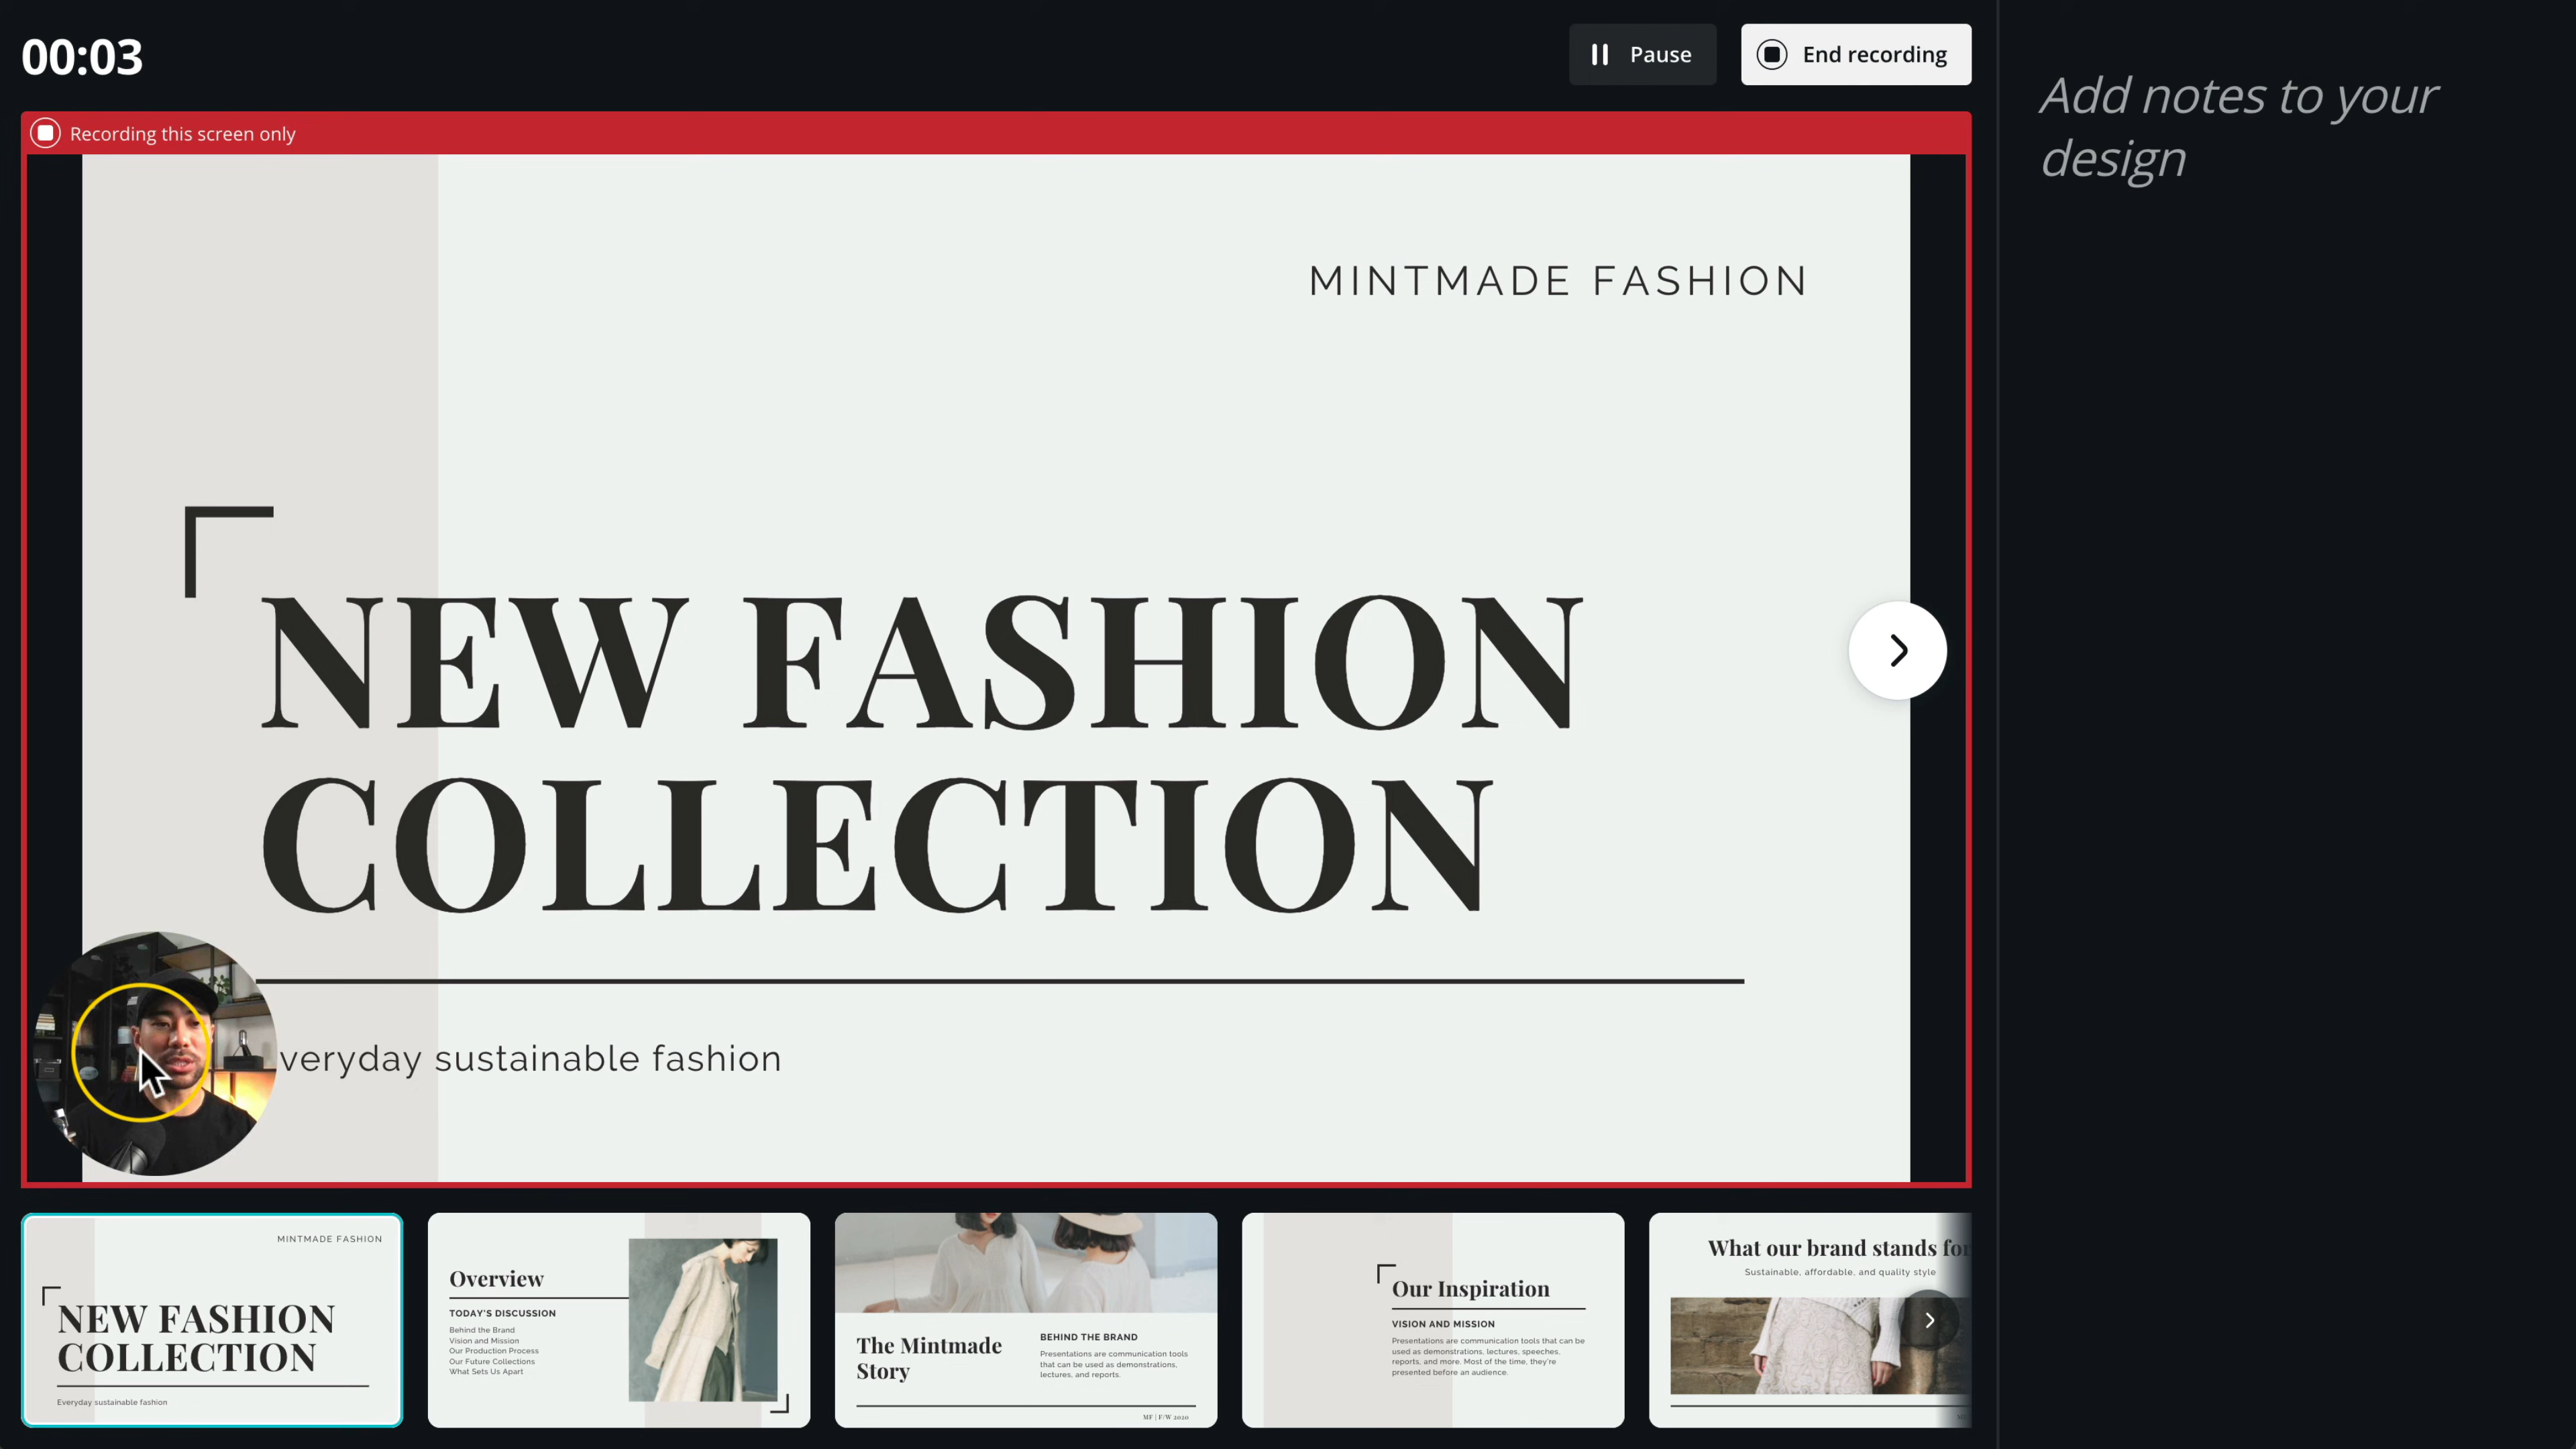 00:03
Pause
End recording
Add notes to your
design
Recording this screen only
MINTMADE FASHION
NEW FASHION
COLLECTION
veryday sustainable fashion
MINTMADE FASHION
NEW FASHION
COLLECTION
Everyday sustainable fashion
Overview
TODAY'S DISCUSSION
Behind the Brand
Vision and Mission
Our Production Process
Our Future Collections
What Sets Us Apart
The Mintmade
Story
BEHIND THE BRAND
Presentations are communication tools
that can be used as demonstrations,
lectures, and reports.
MF | F/W 2020
Our Inspiration
VISION AND MISSION
Presentations are communication tools that can be
used as demonstrations, lectures, speeches,
reports, and more. Most of the time, they're
presented before an audience.
What our brand stands for
Sustainable, affordable, and quality style